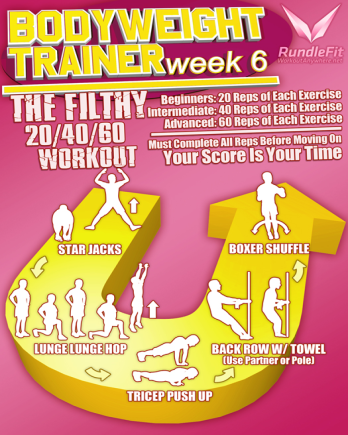 BODYWEIGHT
TRAINER week 6
RundleFit
WorkoutAnywhere.net
THE FILTHY
20/40/60
WORKOUT
Beginners: 20 Reps of Each Exercise
Intermediate: 40 Reps of Each Exercise
Advanced: 60 Reps of Each Exercise
Must Complete All Reps Before Moving On
Your Score Is Your Time
STAR JACKS
BOXER SHUFFLE
LUNGE LUNGE HOP
BACK ROW W/ TOWEL
(Use Partner or Pole)
TRICEP PUSH UP